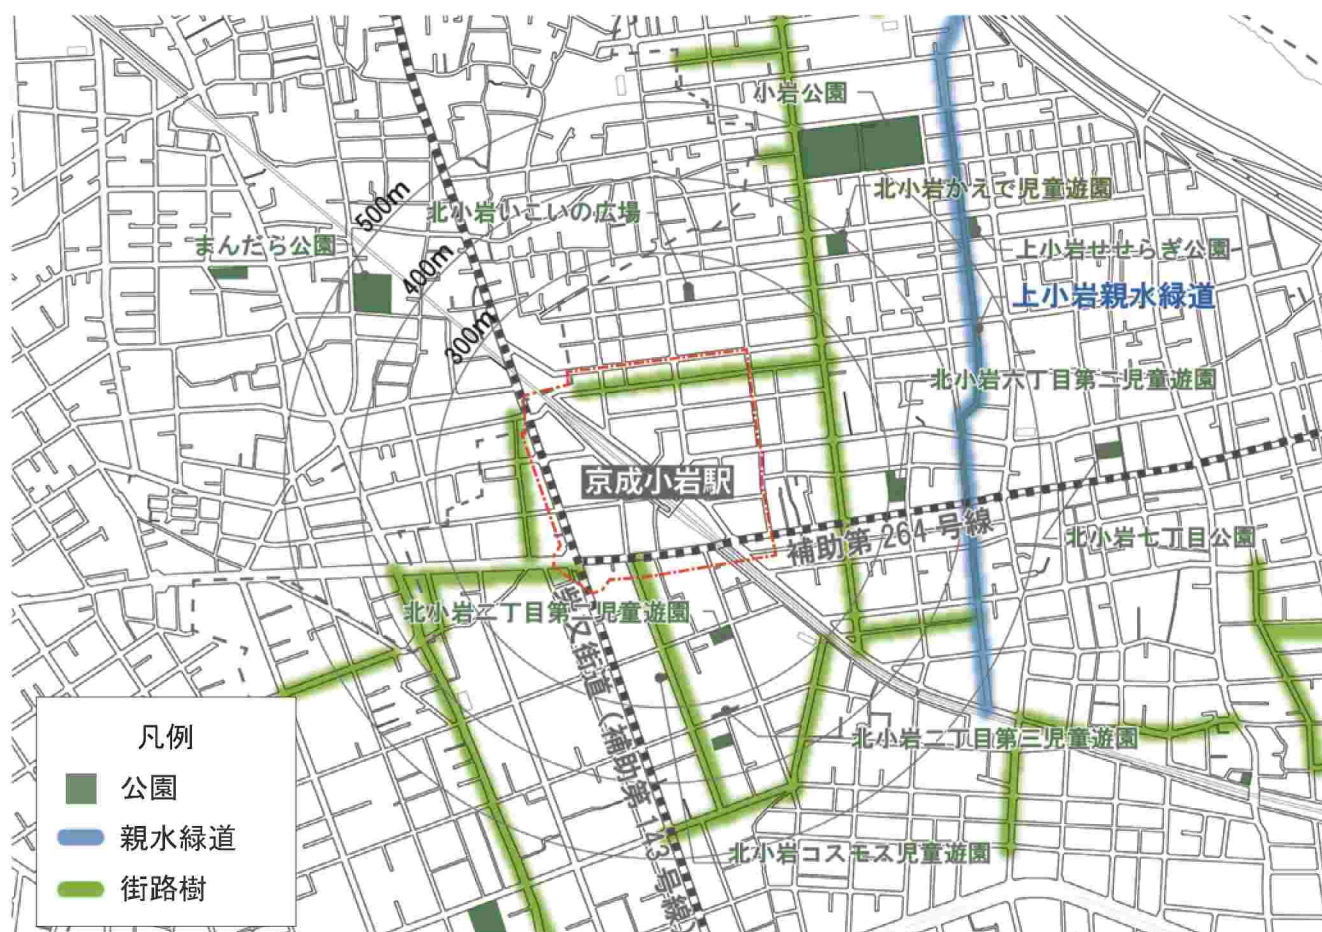 小岩公園
北小岩かえで児童遊園
500m
北小岩いこいの広場
まんだら公園
上小岩せせらぎ公園
400m
上小岩親水緑道
300m
北小岩六丁目第二児童遊園
京成小岩駅
補助第264号線
北小岩七丁目公園
北小岩二丁目第二児童遊園
柴又街道（補助第143号線）
北小岩二丁目第三児童遊園
北小岩コスモス児童遊園
凡例
公園
親水緑道
街路樹